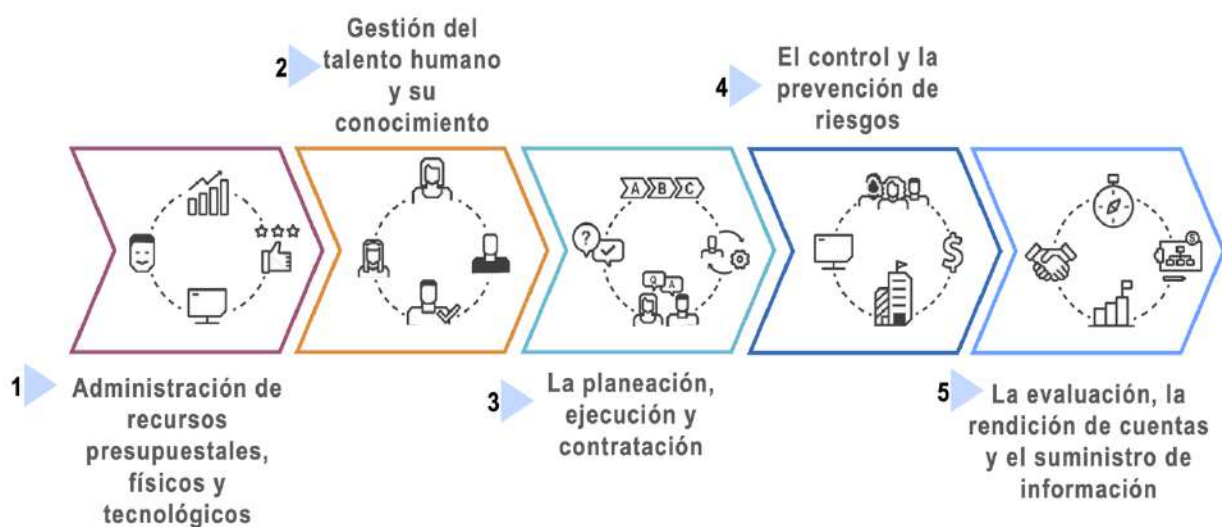 1
Administración de
recursos
presupuestales,
físicos y
tecnológicos
2
Gestión del
talento humano
y su
conocimiento
A B C
?
Q A
3
La planeación,
ejecución y
contratación
4
El control y la
prevención de
riesgos
$
$
5
La evaluación, la
rendición de cuentas
y el suministro de
información